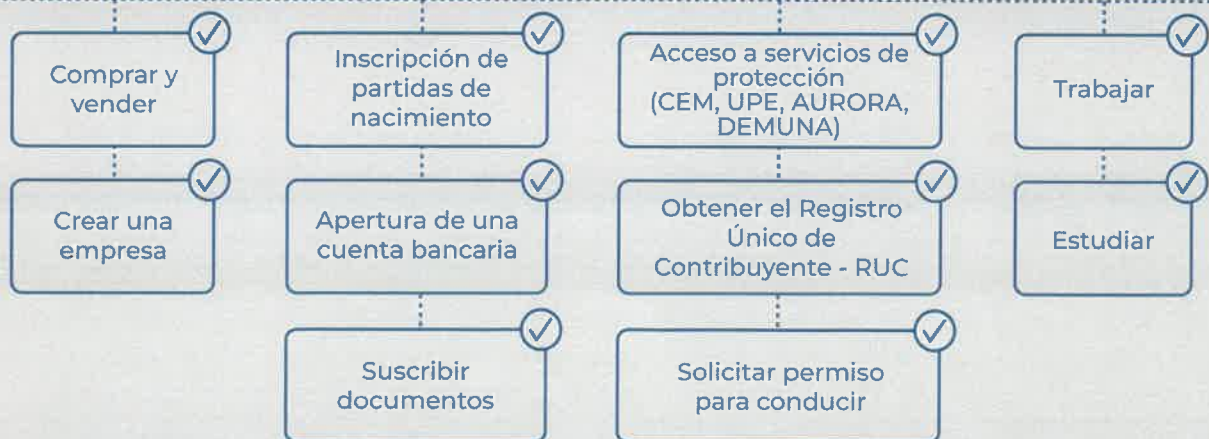 Comprar y
vender
Inscripción de
partidas de
nacimiento
Acceso a servicios de
protección
(CEM, UPE, AURORA,
DEMUNA)
Trabajar
Crear una
empresa
Apertura de una
cuenta bancaria
Obtener el Registro
Único de
Contribuyente - RUC
Estudiar
Suscribir
documentos
Solicitar permiso
para conducir